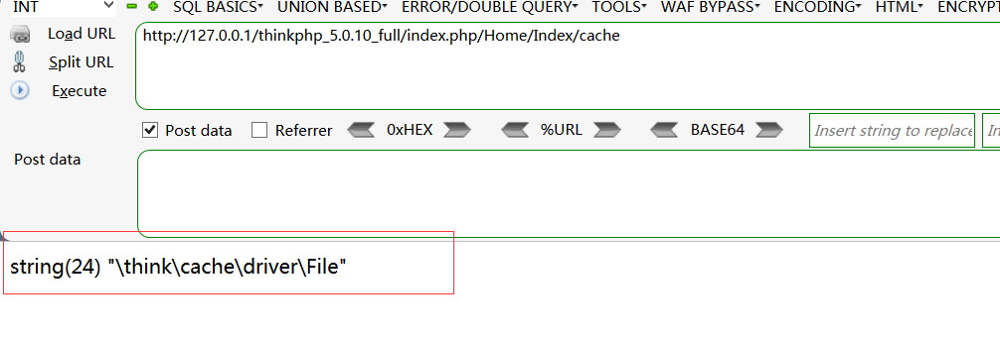 INT SQL BASICS UNION BASED ERROR/DOUBLE QUERY TOOLS WAF BYPASS ENCODING HTML ENCRYPT
Load URL http://127.0.0.1/thinkphp_5.0.10_full/index.php/Home/Index/cache
Split URL
Execute
Post data Referrer 0xHEX %URL BASE64 Insert string to replace In
Post data
string(24) "\think\cache\driver\File"